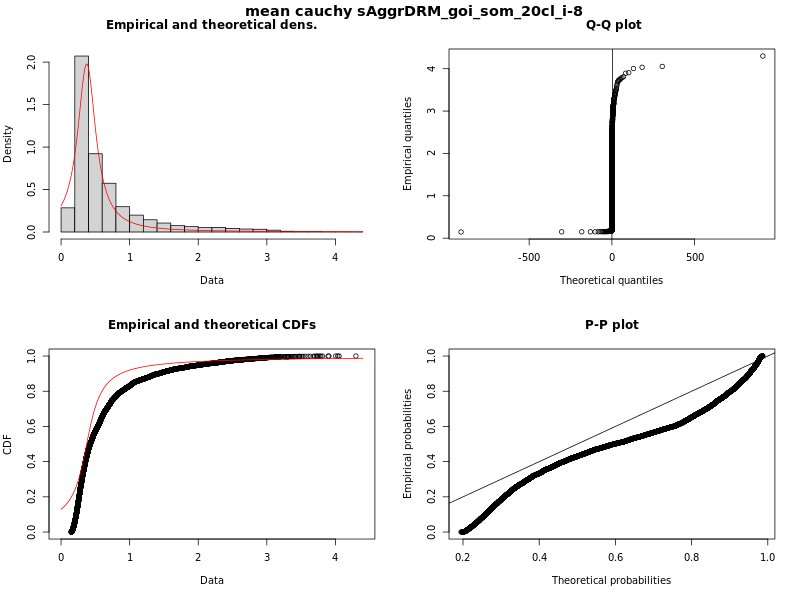 mean cauchy sAggrDRM_goi_som_20cl_i-8
Empirical and theoretical dens.
Density
0.0 0.5 1.0 1.5 2.0
0 1 2 3 4
Data
Q-Q plot
Empirical quantiles
0 1 2 3 4
-500 0 500
Theoretical quantiles
Empirical and theoretical CDFs
CDF
0.0 0.2 0.4 0.6 0.8 1.0
0 1 2 3 4
Data
P-P plot
Empirical probabilities
0.0 0.2 0.4 0.6 0.8 1.0
0.2 0.4 0.6 0.8 1.0
Theoretical probabilities